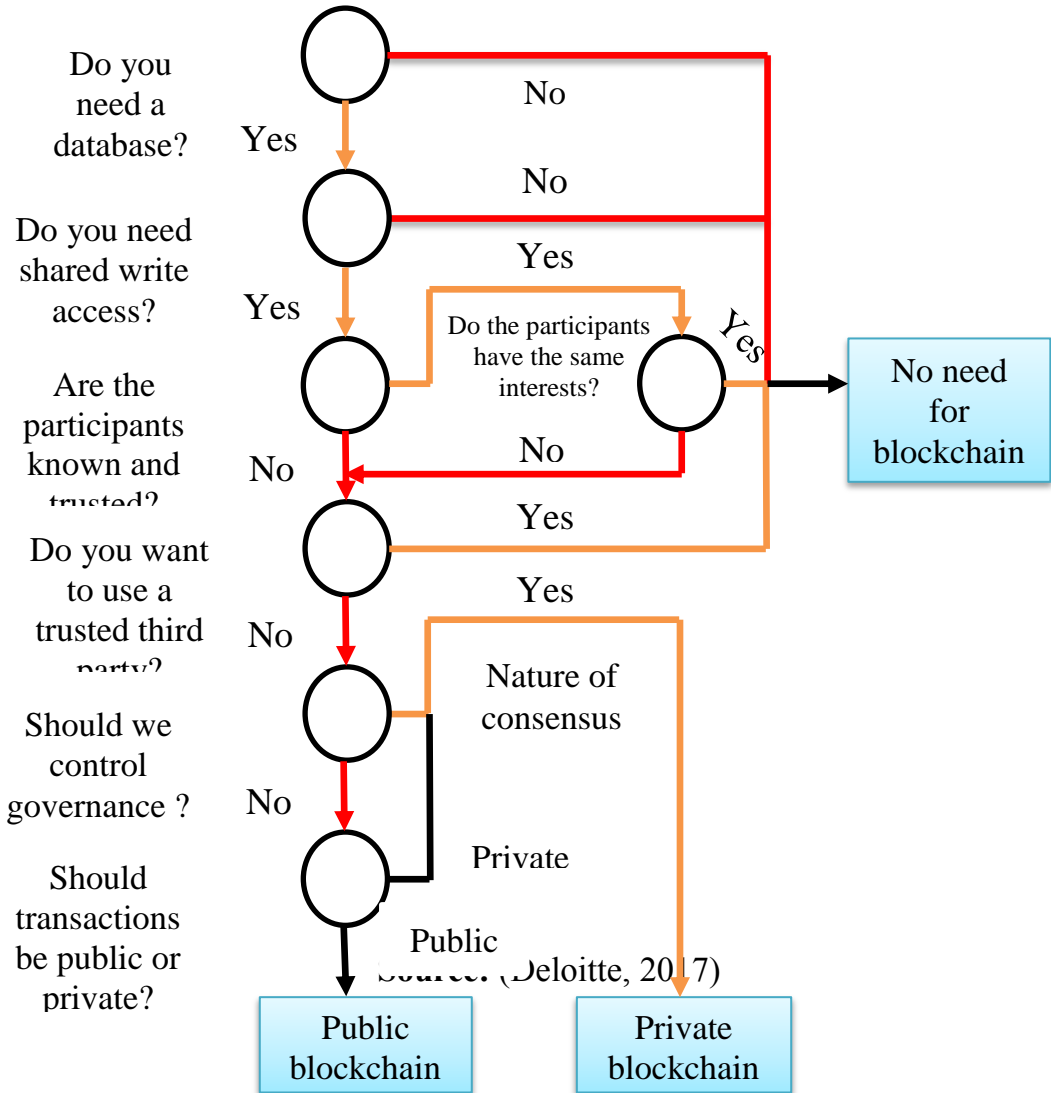 Do you
need a
database?
No
Yes
No
Do you need
shared write
access?
Yes
Yes
Do the participants
have the same
interests?
Yes
No need
for
blockchain
Are the
participants
known and
trusted?
No
No
Yes
Do you want
to use a
trusted third
party?
Yes
No
Nature of
consensus
Should we
control
governance ?
No
Private
Should
transactions
be public or
private?
Public
Source: (Deloitte, 2017)
Public
blockchain
Private
blockchain